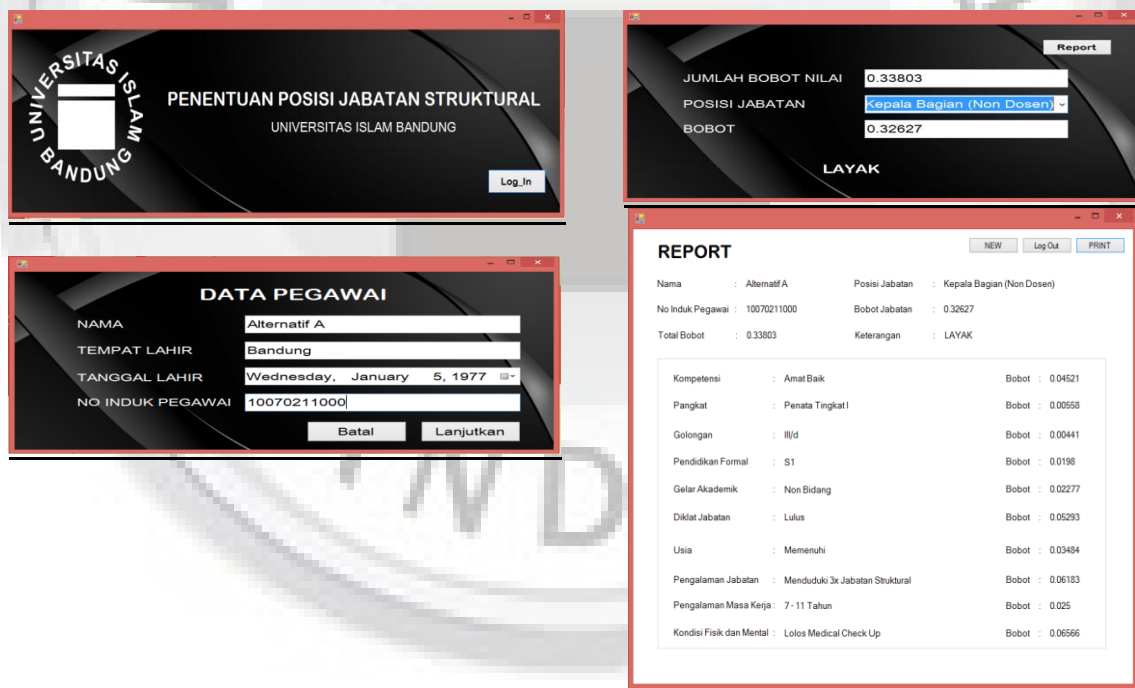 UNIVERSITAS ISLAM
BANDUNG
PENENTUAN POSISI JABATAN STRUKTURAL
UNIVERSITAS ISLAM BANDUNG
Log_In
DATA PEGAWAI
NAMA Alternatif A
TEMPAT LAHIR Bandung
TANGGAL LAHIR Wednesday, January 5, 1977
NO INDUK PEGAWAI 10070211000
Batal Lanjutkan
Report
JUMLAH BOBOT NILAI 0.33803
POSISI JABATAN Kepala Bagian (Non Dosen)
BOBOT 0.32627
LAYAK
REPORT
NEW Log Out PRINT
Nama : Alternatif A Posisi Jabatan : Kepala Bagian (Non Dosen)
No Induk Pegawai : 10070211000 Bobot Jabatan : 0.32627
Total Bobot : 0.33803 Keterangan : LAYAK
Kompetensi : Amat Baik Bobot : 0.04521
Pangkat : Penata Tingkat I Bobot : 0.00558
Golongan : III/d Bobot : 0.00441
Pendidikan Formal : S1 Bobot : 0.0198
Gelar Akademik : Non Bidang Bobot : 0.02277
Diklat Jabatan : Lulus Bobot : 0.05293
Usia : Memenuhi Bobot : 0.03484
Pengalaman Jabatan : Menduduki 3x Jabatan Struktural Bobot : 0.06183
Pengalaman Masa Kerja : 7 - 11 Tahun Bobot : 0.025
Kondisi Fisik dan Mental : Lolos Medical Check Up Bobot : 0.06566